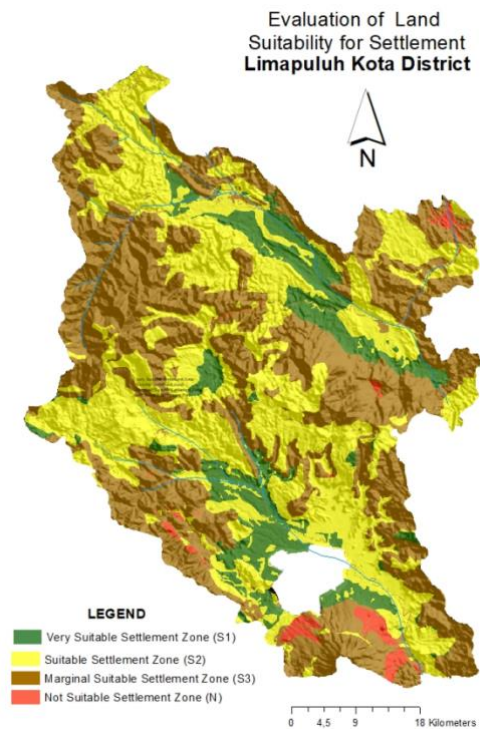 Evaluation of Land
Suitability for Settlement
Limapuluh Kota District
N
LEGEND
Very Suitable Settlement Zone (S1)
Suitable Settlement Zone (S2)
Marginal Suitable Settlement Zone (S3)
Not Suitable Settlement Zone (N)
0 4,5 9 18 Kilometers